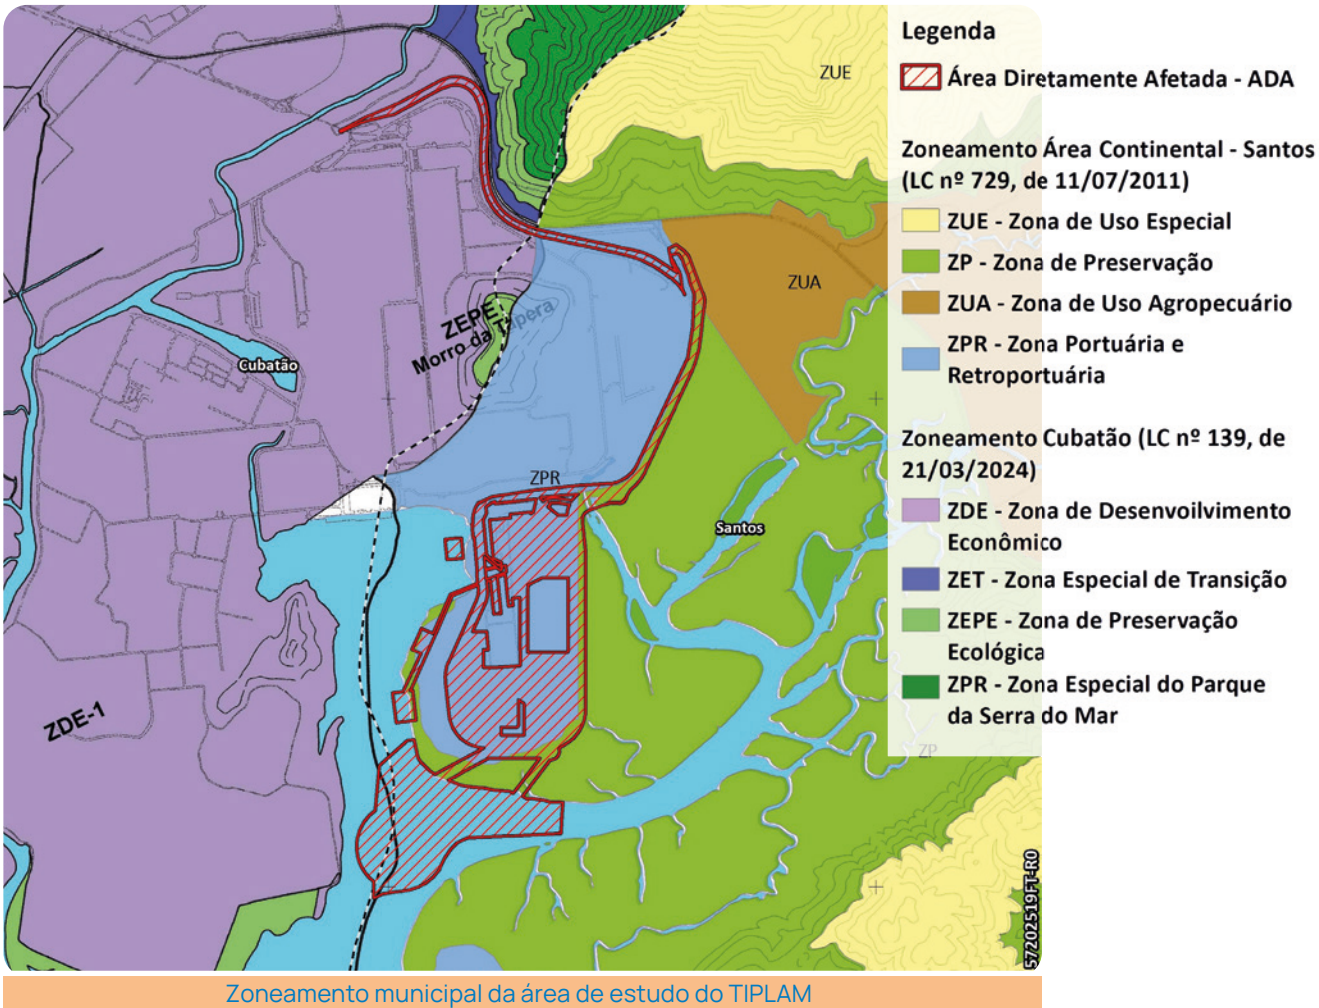 Legenda
Área Diretamente Afetada - ADA
Zoneamento Área Continental - Santos
(LC nº 729, de 11/07/2011)
ZUE - Zona de Uso Especial
ZP - Zona de Preservação
ZUA - Zona de Uso Agropecuário
ZPR - Zona Portuária e
Retroportuária
Zoneamento Cubatão (LC nº 139, de
21/03/2024)
ZDE - Zona de Desenvoilvimento
Econômico
ZET - Zona Especial de Transição
ZEPE - Zona de Preservação
Ecológica
ZPR - Zona Especial do Parque
da Serra do Mar
ZUE
ZUA
ZEPE
Morro da Tapera
Cubatão
ZPR
Santos
ZDE-1
ZP
57202519FT-R0
Zoneamento municipal da área de estudo do TIPLAM